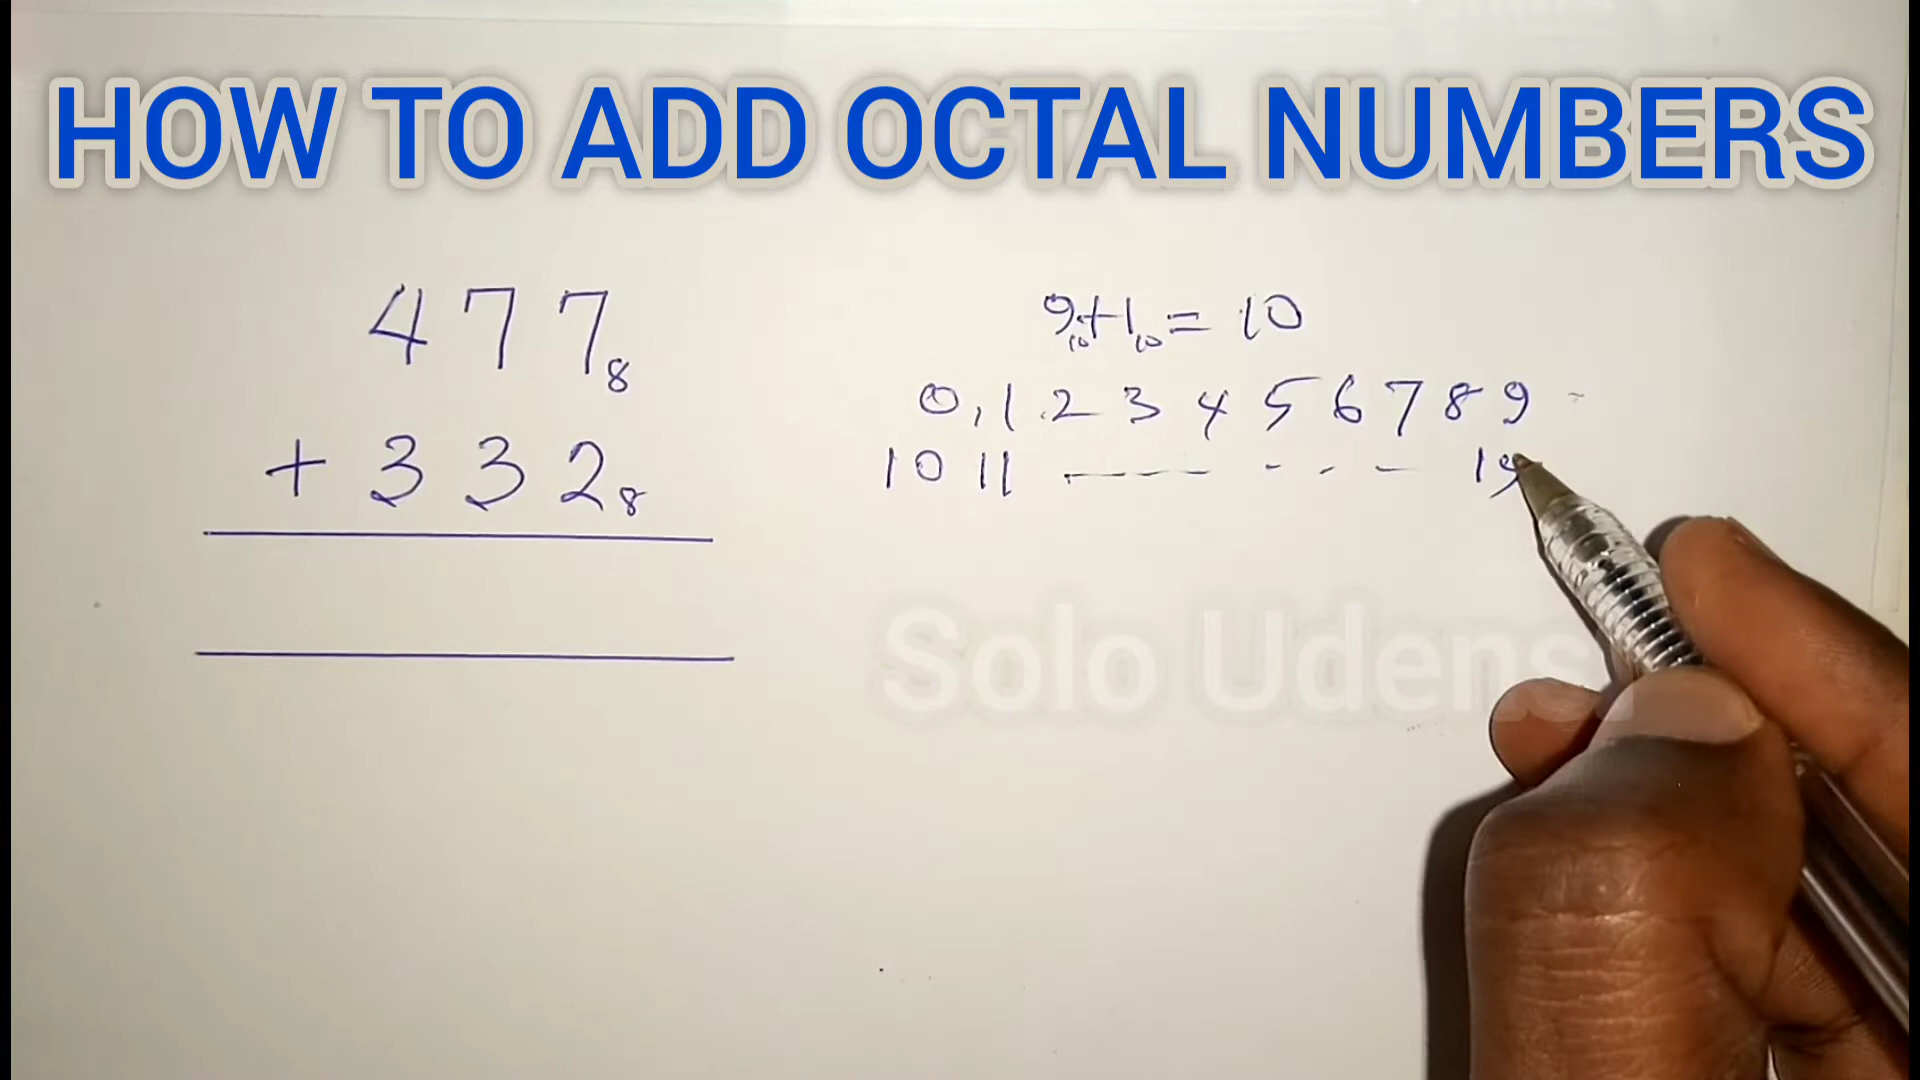 HOW TO ADD OCTAL NUMBERS
477₈
+ 332₈
9₁₀+1₁₀= 10
0,1 2 3 4 5 6 7 8 9
10 11 ---- - - - 19
Solo Udens.